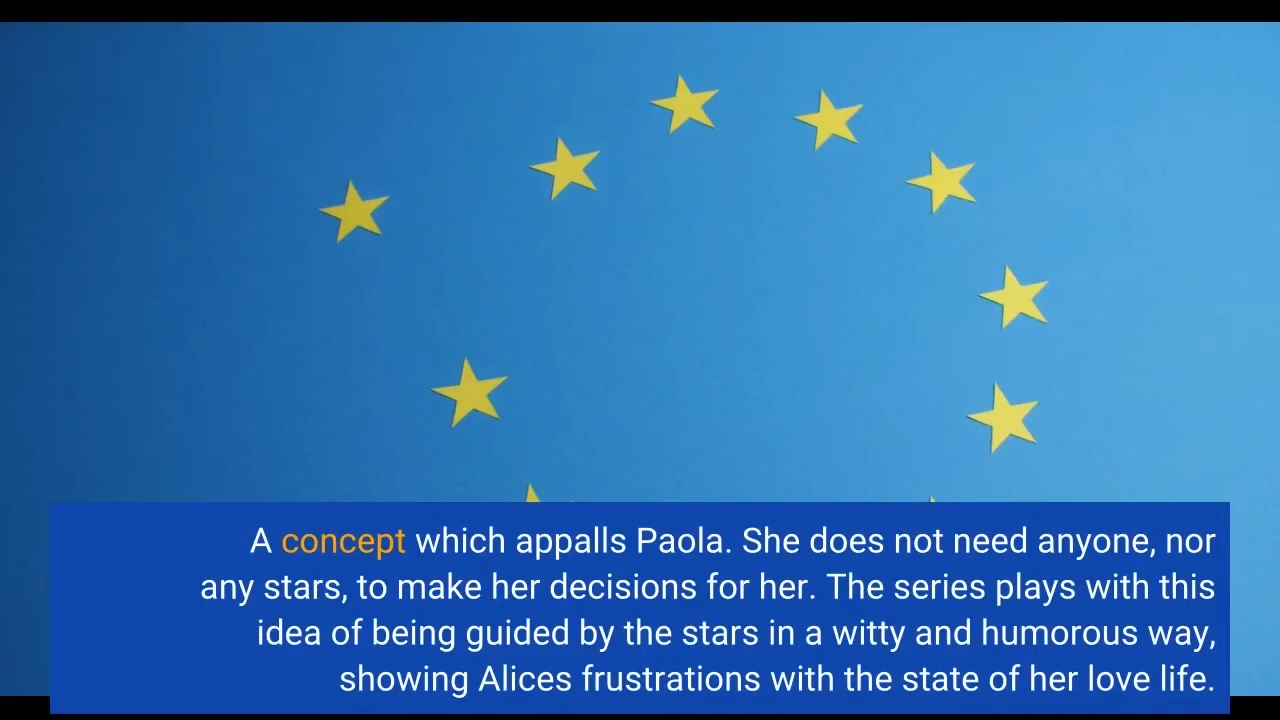 A concept which appalls Paola. She does not need anyone, nor
any stars, to make her decisions for her. The series plays with this
idea of being guided by the stars in a witty and humorous way,
showing Alices frustrations with the state of her love life.